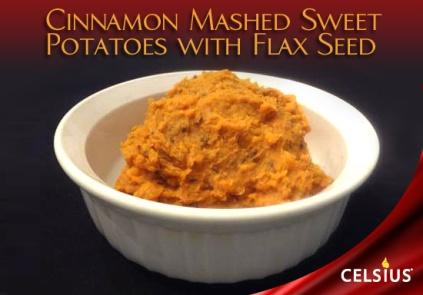 Cinnamon Mashed Sweet
Potatoes with Flax Seed
CELSIUS®